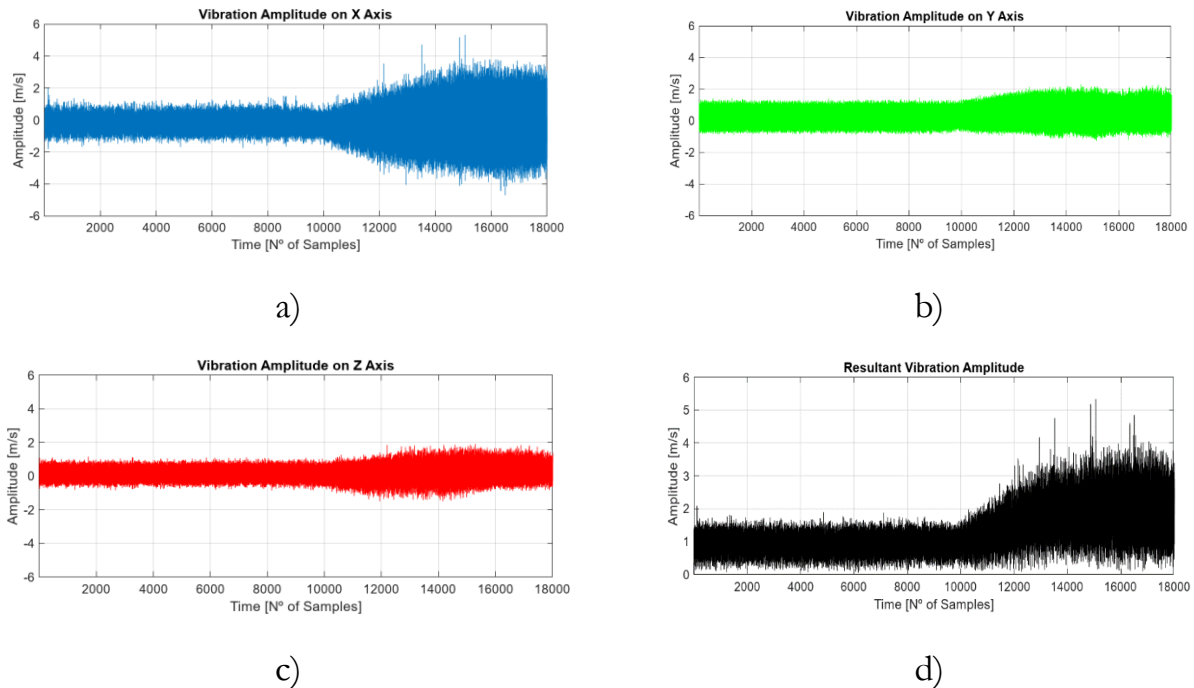 Vibration Amplitude on X Axis
6
4
2
0
-2
-4
-6
Amplitude [m/s]
2000 4000 6000 8000 10000 12000 14000 16000 18000
Time [Nº of Samples]
a)
Vibration Amplitude on Y Axis
6
4
2
0
-2
-4
-6
Amplitude [m/s]
2000 4000 6000 8000 10000 12000 14000 16000 18000
Time [Nº of Samples]
b)
Vibration Amplitude on Z Axis
6
4
2
0
-2
-4
-6
Amplitude [m/s]
2000 4000 6000 8000 10000 12000 14000 16000 18000
Time [Nº of Samples]
c)
Resultant Vibration Amplitude
6
5
4
3
2
1
0
Amplitude [m/s]
2000 4000 6000 8000 10000 12000 14000 16000 18000
Time [Nº of Samples]
d)